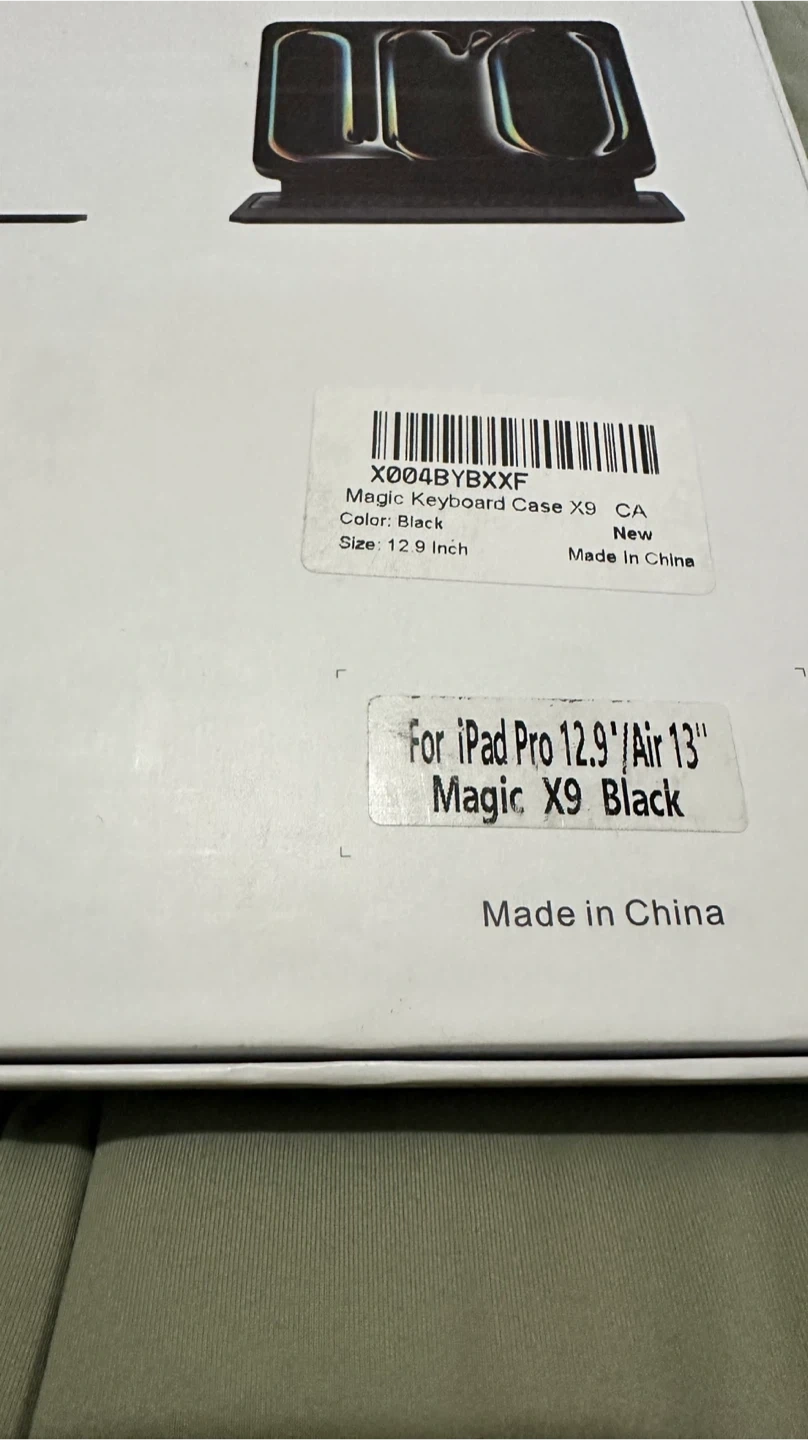 X004BYBXXF
Magic Keyboard Case X9 CA
Color: Black
New
Size: 12.9 Inch
Made In China
For iPad Pro 12.9"/Air 13"
Magic X9 Black
Made in China